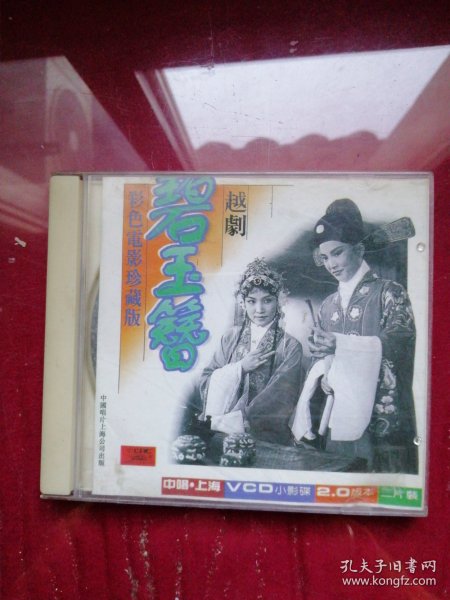 越劇
碧玉簪
彩色電影珍藏版
中國唱片上海公司出版
中唱·上海 VCD小影碟 2.0版本 二片裝
孔夫子旧书网
www.kongfz.com